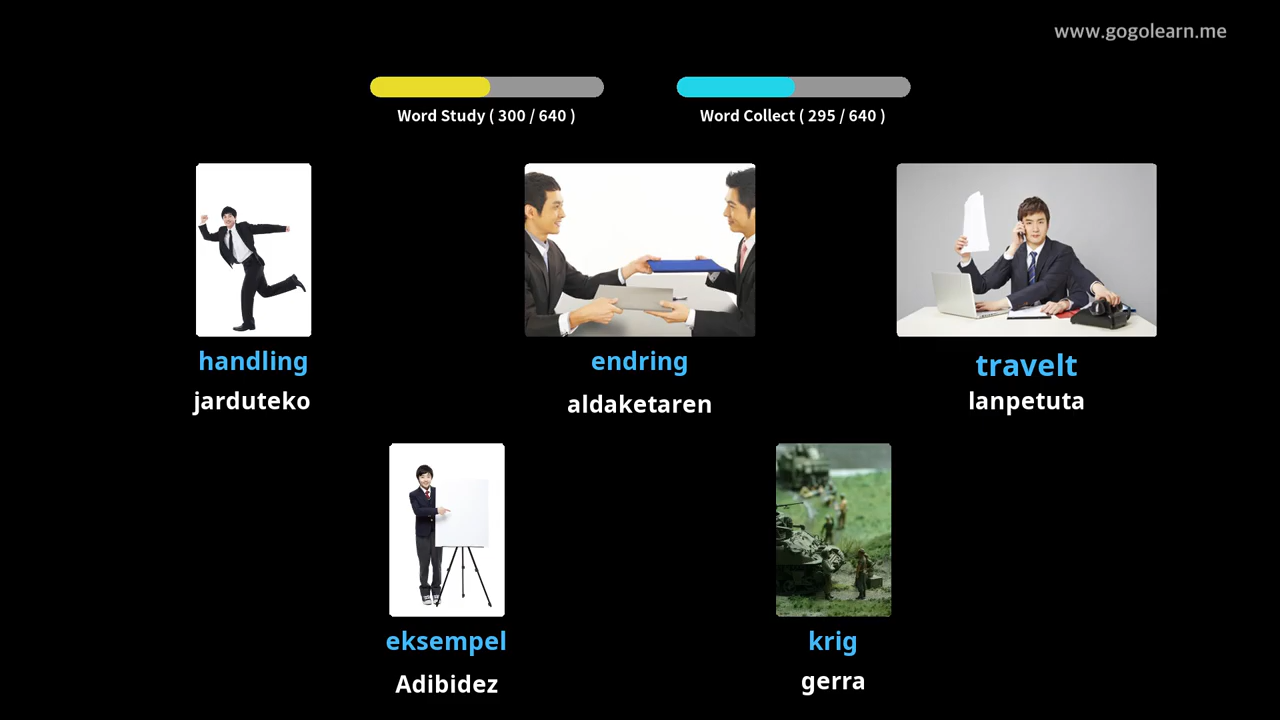 www.gogolearn.me
Word Study ( 300 / 640 )
Word Collect ( 295 / 640 )
handling
endring
travelt
jarduteko
aldaketaren
lanpetuta
eksempel
krig
Adibidez
gerra